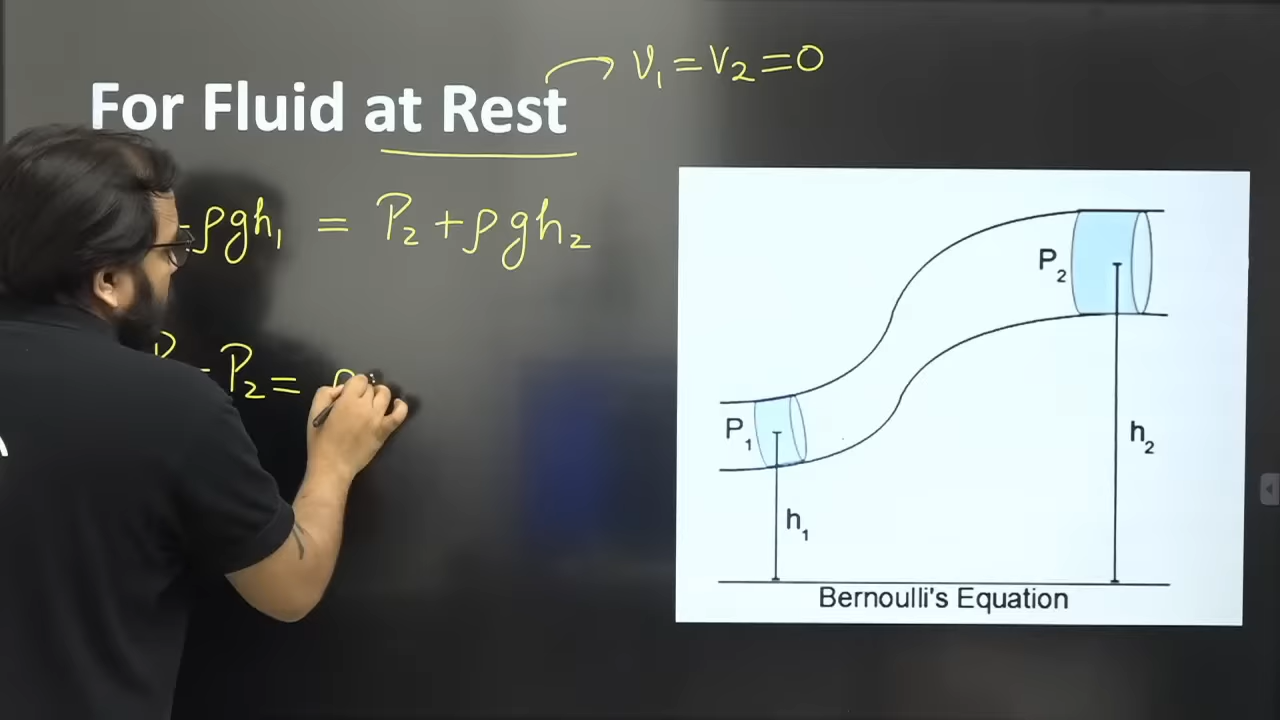 v₁ = v₂ = 0
For Fluid at Rest
ρgh₁ = P₂ + ρgh₂
P₂ =
P₂
P₁
h₂
h₁
Bernoulli's Equation